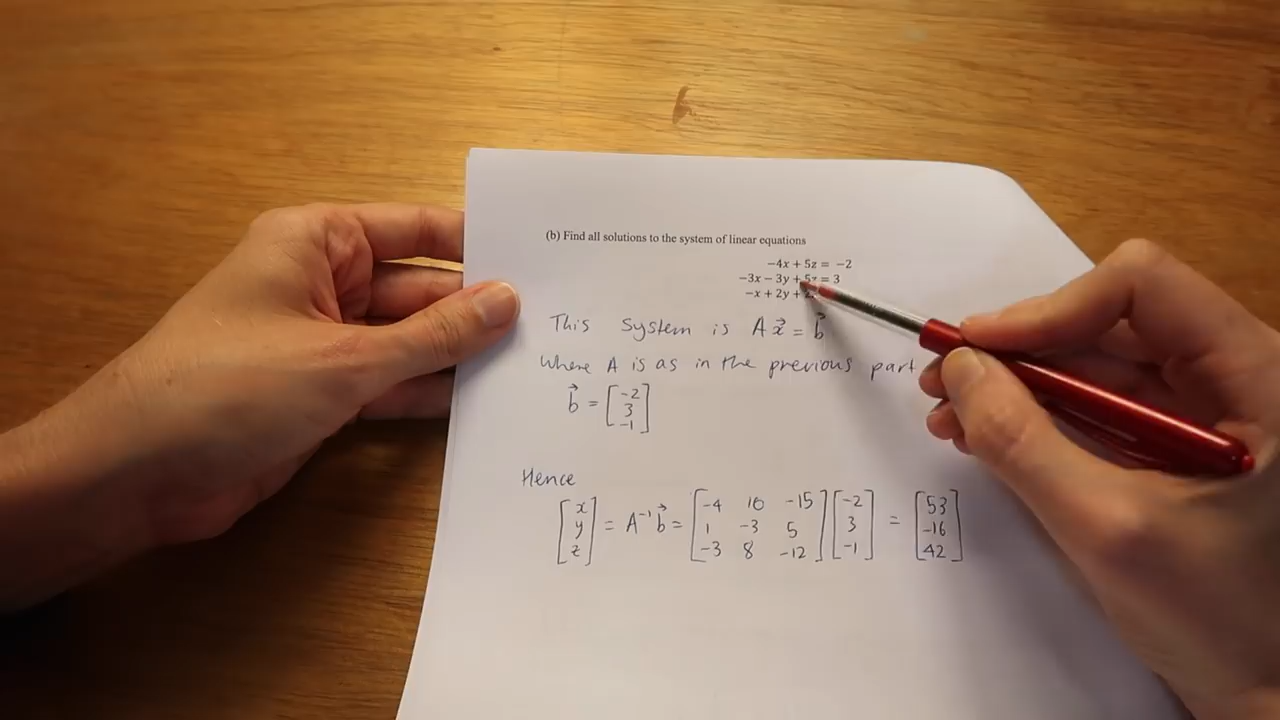 (b) Find all solutions to the system of linear equations
−4x + 5z = −2
−3x − 3y + 5z = 3
−x + 2y +
This system is A x⃗ = b⃗
where A is as in the previous part
b⃗ = [−2 3 −1]
Hence
[x y z] = A⁻¹ b⃗ = [−4 10 −15 1 −3 5 −3 8 −12] [−2 3 −1] = [53 −16 42]